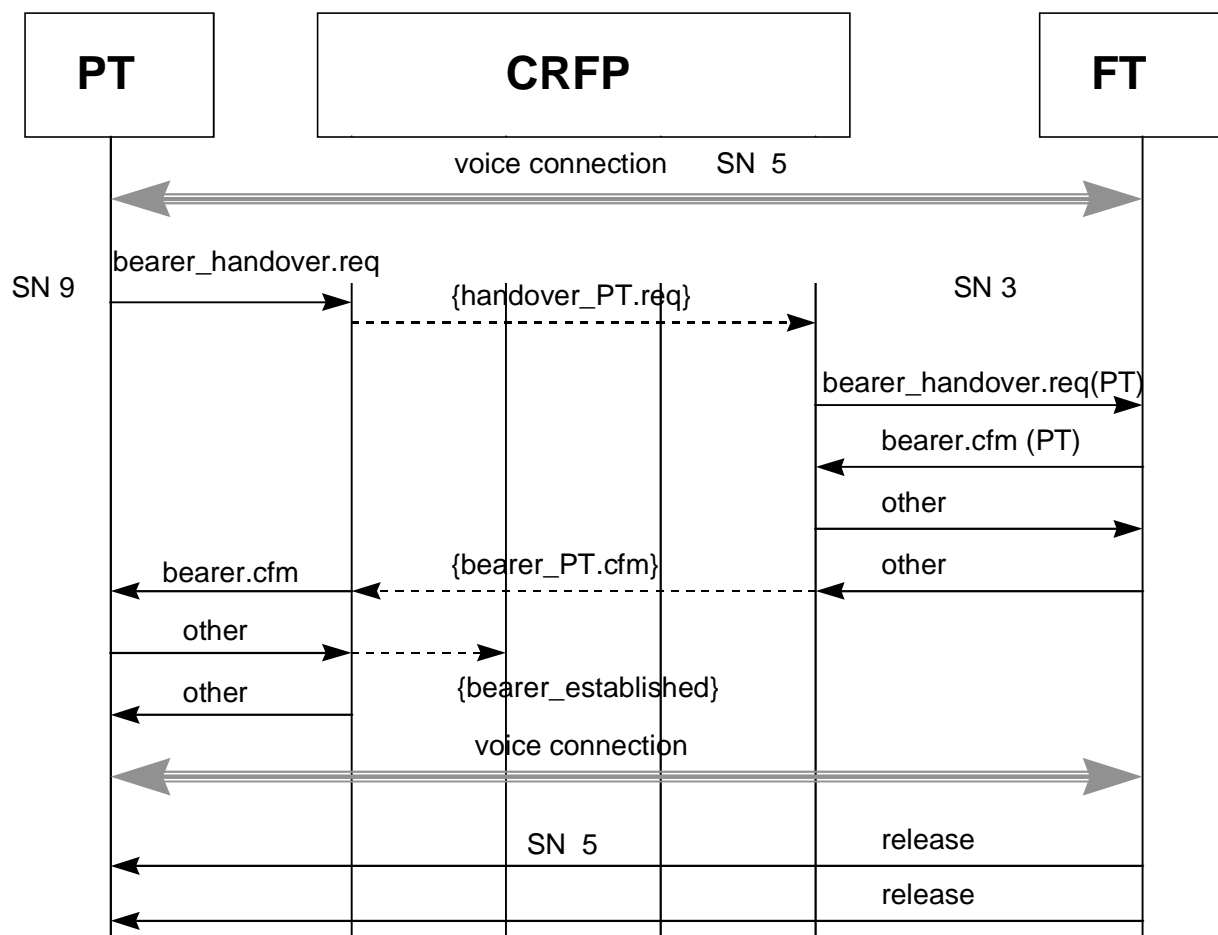 PT
CRFP
FT
voice connection SN 5
bearer_handover.req
SN 9
{handover_PT.req}
SN 3
bearer_handover.req(PT)
bearer.cfm (PT)
other
bearer.cfm
{bearer_PT.cfm}
other
other
other
{bearer_established}
voice connection
SN 5
release
release